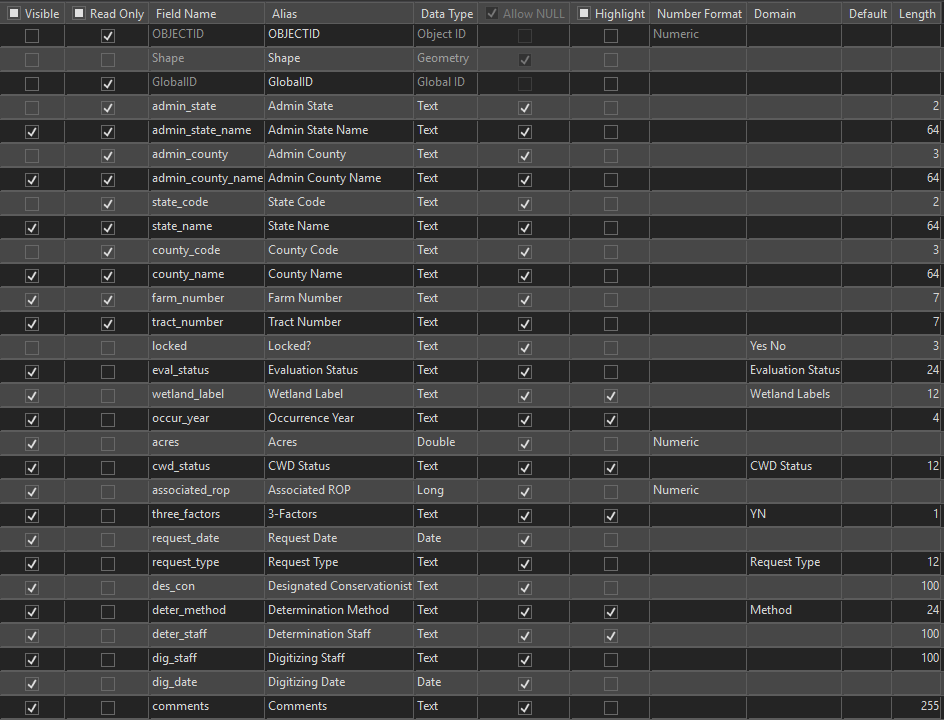 Visible Read Only Field Name Alias Data Type Allow NULL Highlight Number Format Domain Default Length
OBJECTID OBJECTID Object ID Numeric
Shape Shape Geometry
GlobalID GlobalID Global ID
admin_state Admin State Text 2
admin_state_name Admin State Name Text 64
admin_county Admin County Text 3
admin_county_name Admin County Name Text 64
state_code State Code Text 2
state_name State Name Text 64
county_code County Code Text 3
county_name County Name Text 64
farm_number Farm Number Text 7
tract_number Tract Number Text 7
locked Locked? Text Yes No 3
eval_status Evaluation Status Text Evaluation Status 24
wetland_label Wetland Label Text Wetland Labels 12
occur_year Occurrence Year Text 4
acres Acres Double Numeric
cwd_status CWD Status Text CWD Status 12
associated_rop Associated ROP Long Numeric
three_factors 3-Factors Text YN 1
request_date Request Date Date
request_type Request Type Text Request Type 12
des_con Designated Conservationist Text 100
deter_method Determination Method Text Method 24
deter_staff Determination Staff Text 100
dig_staff Digitizing Staff Text 100
dig_date Digitizing Date Date
comments Comments Text 255